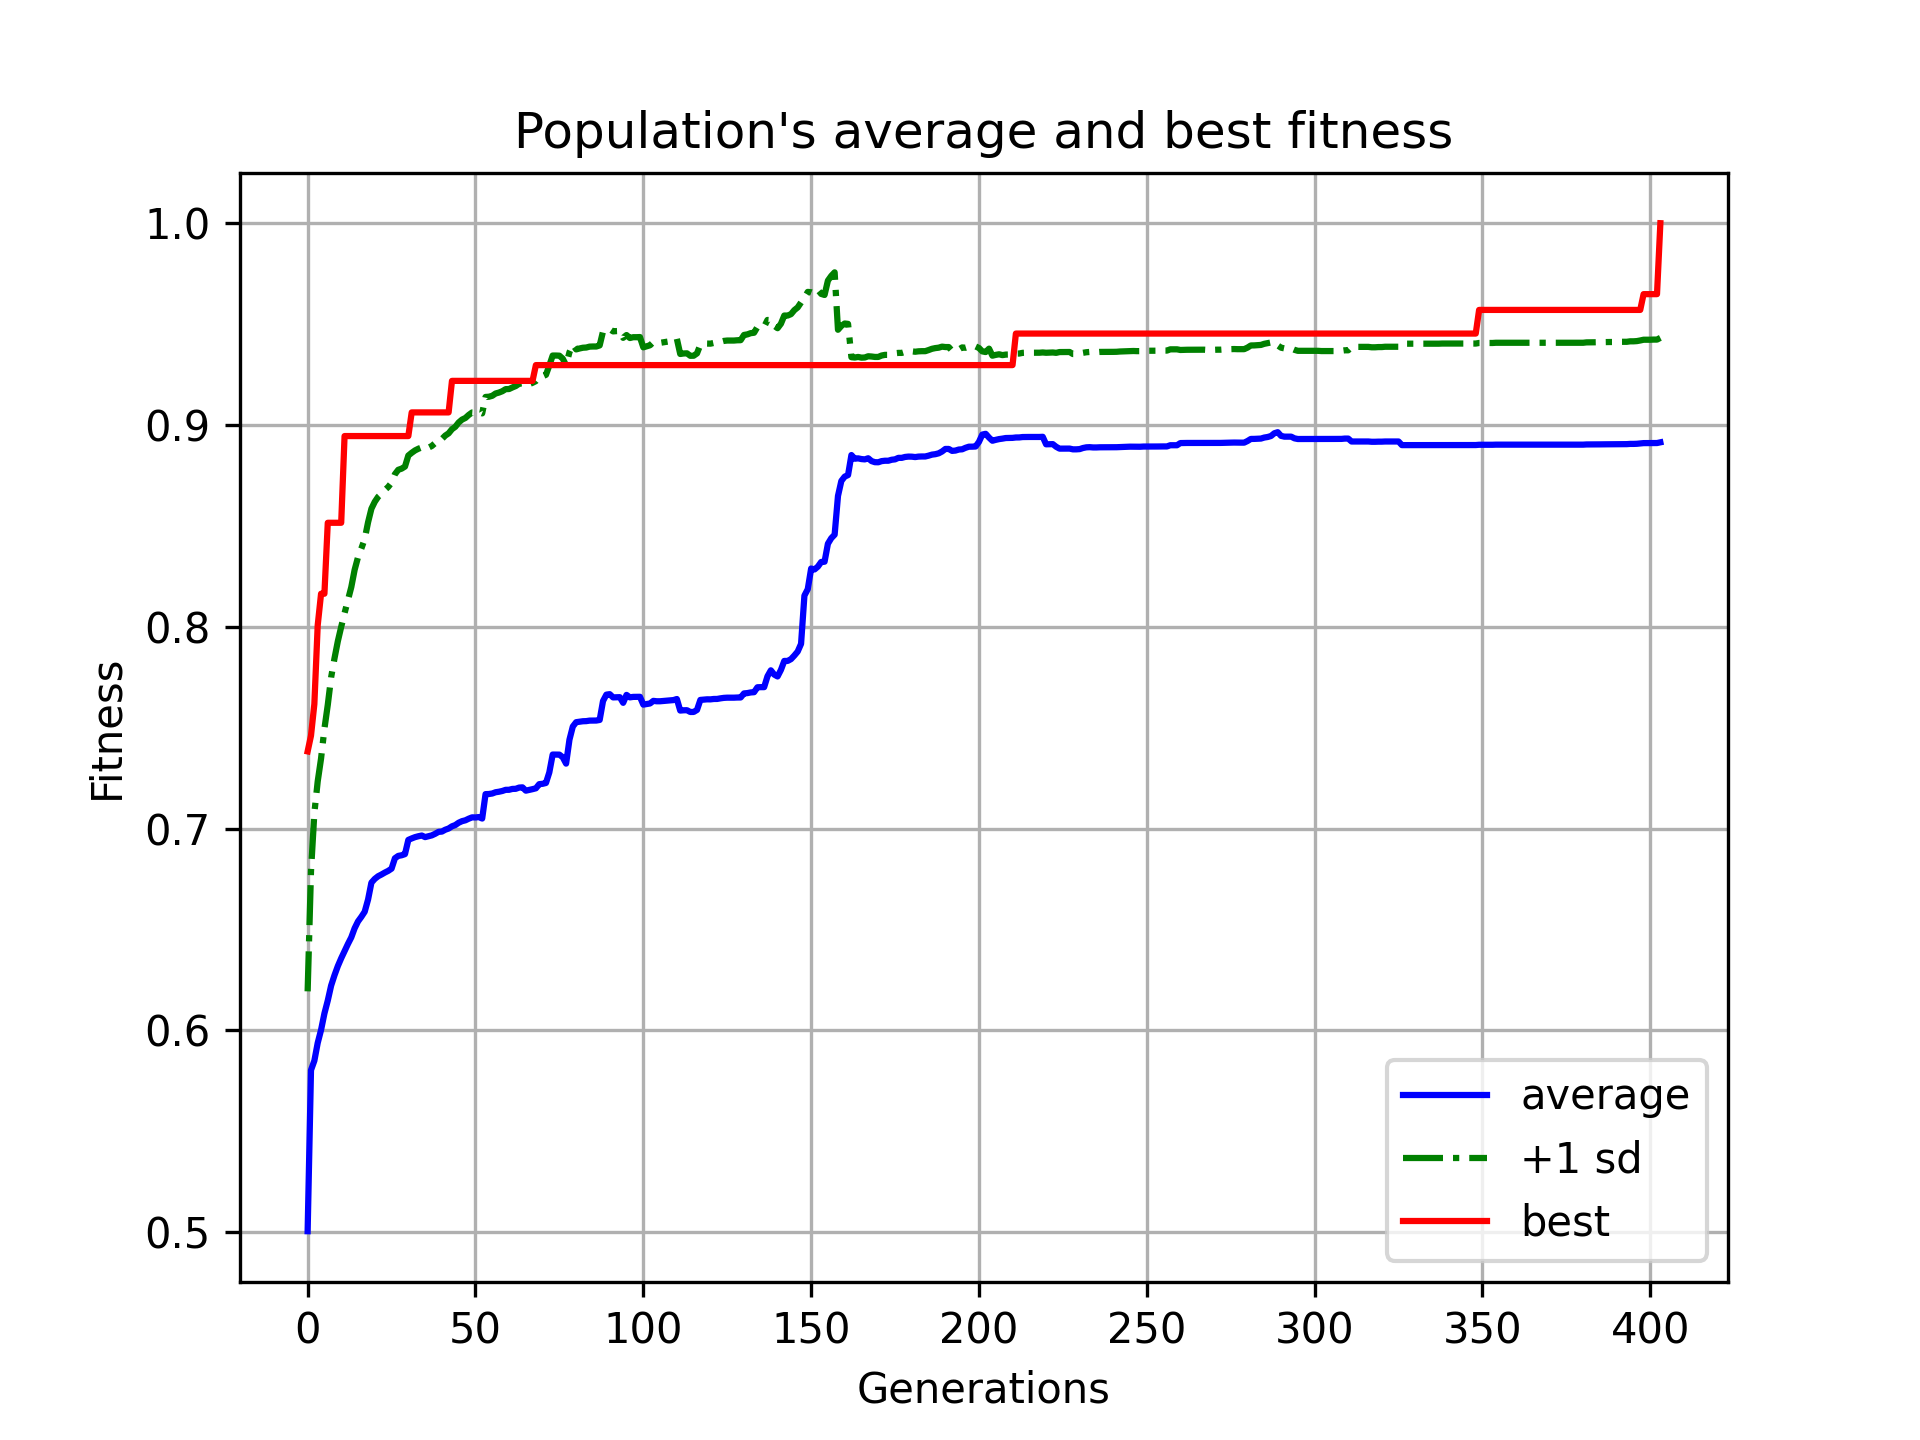 Population's average and best fitness
1.0
0.9
0.8
0.7
0.6
0.5
Fitness
average
+1 sd
best
0 50 100 150 200 250 300 350 400
Generations